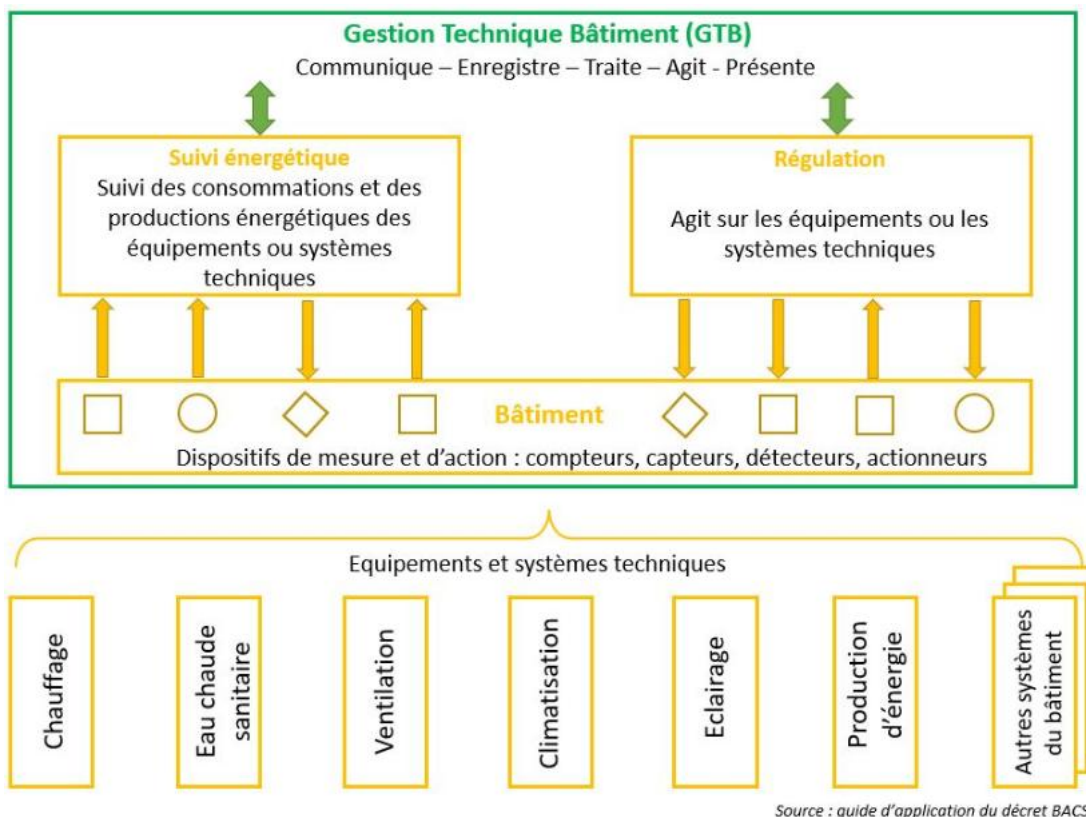 Gestion Technique Bâtiment (GTB)
Communique – Enregistre – Traite – Agit - Présente
Suivi énergétique
Suivi des consommations et des
productions énergétiques des
équipements ou systèmes
techniques
Régulation
Agit sur les équipements ou les
systèmes techniques
Bâtiment
Dispositifs de mesure et d'action : compteurs, capteurs, détecteurs, actionneurs
Equipements et systèmes techniques
Chauffage
Eau chaude
sanitaire
Ventilation
Climatisation
Eclairage
Production
d'énergie
Autres systèmes
du bâtiment
Source : guide d'application du décret BACS